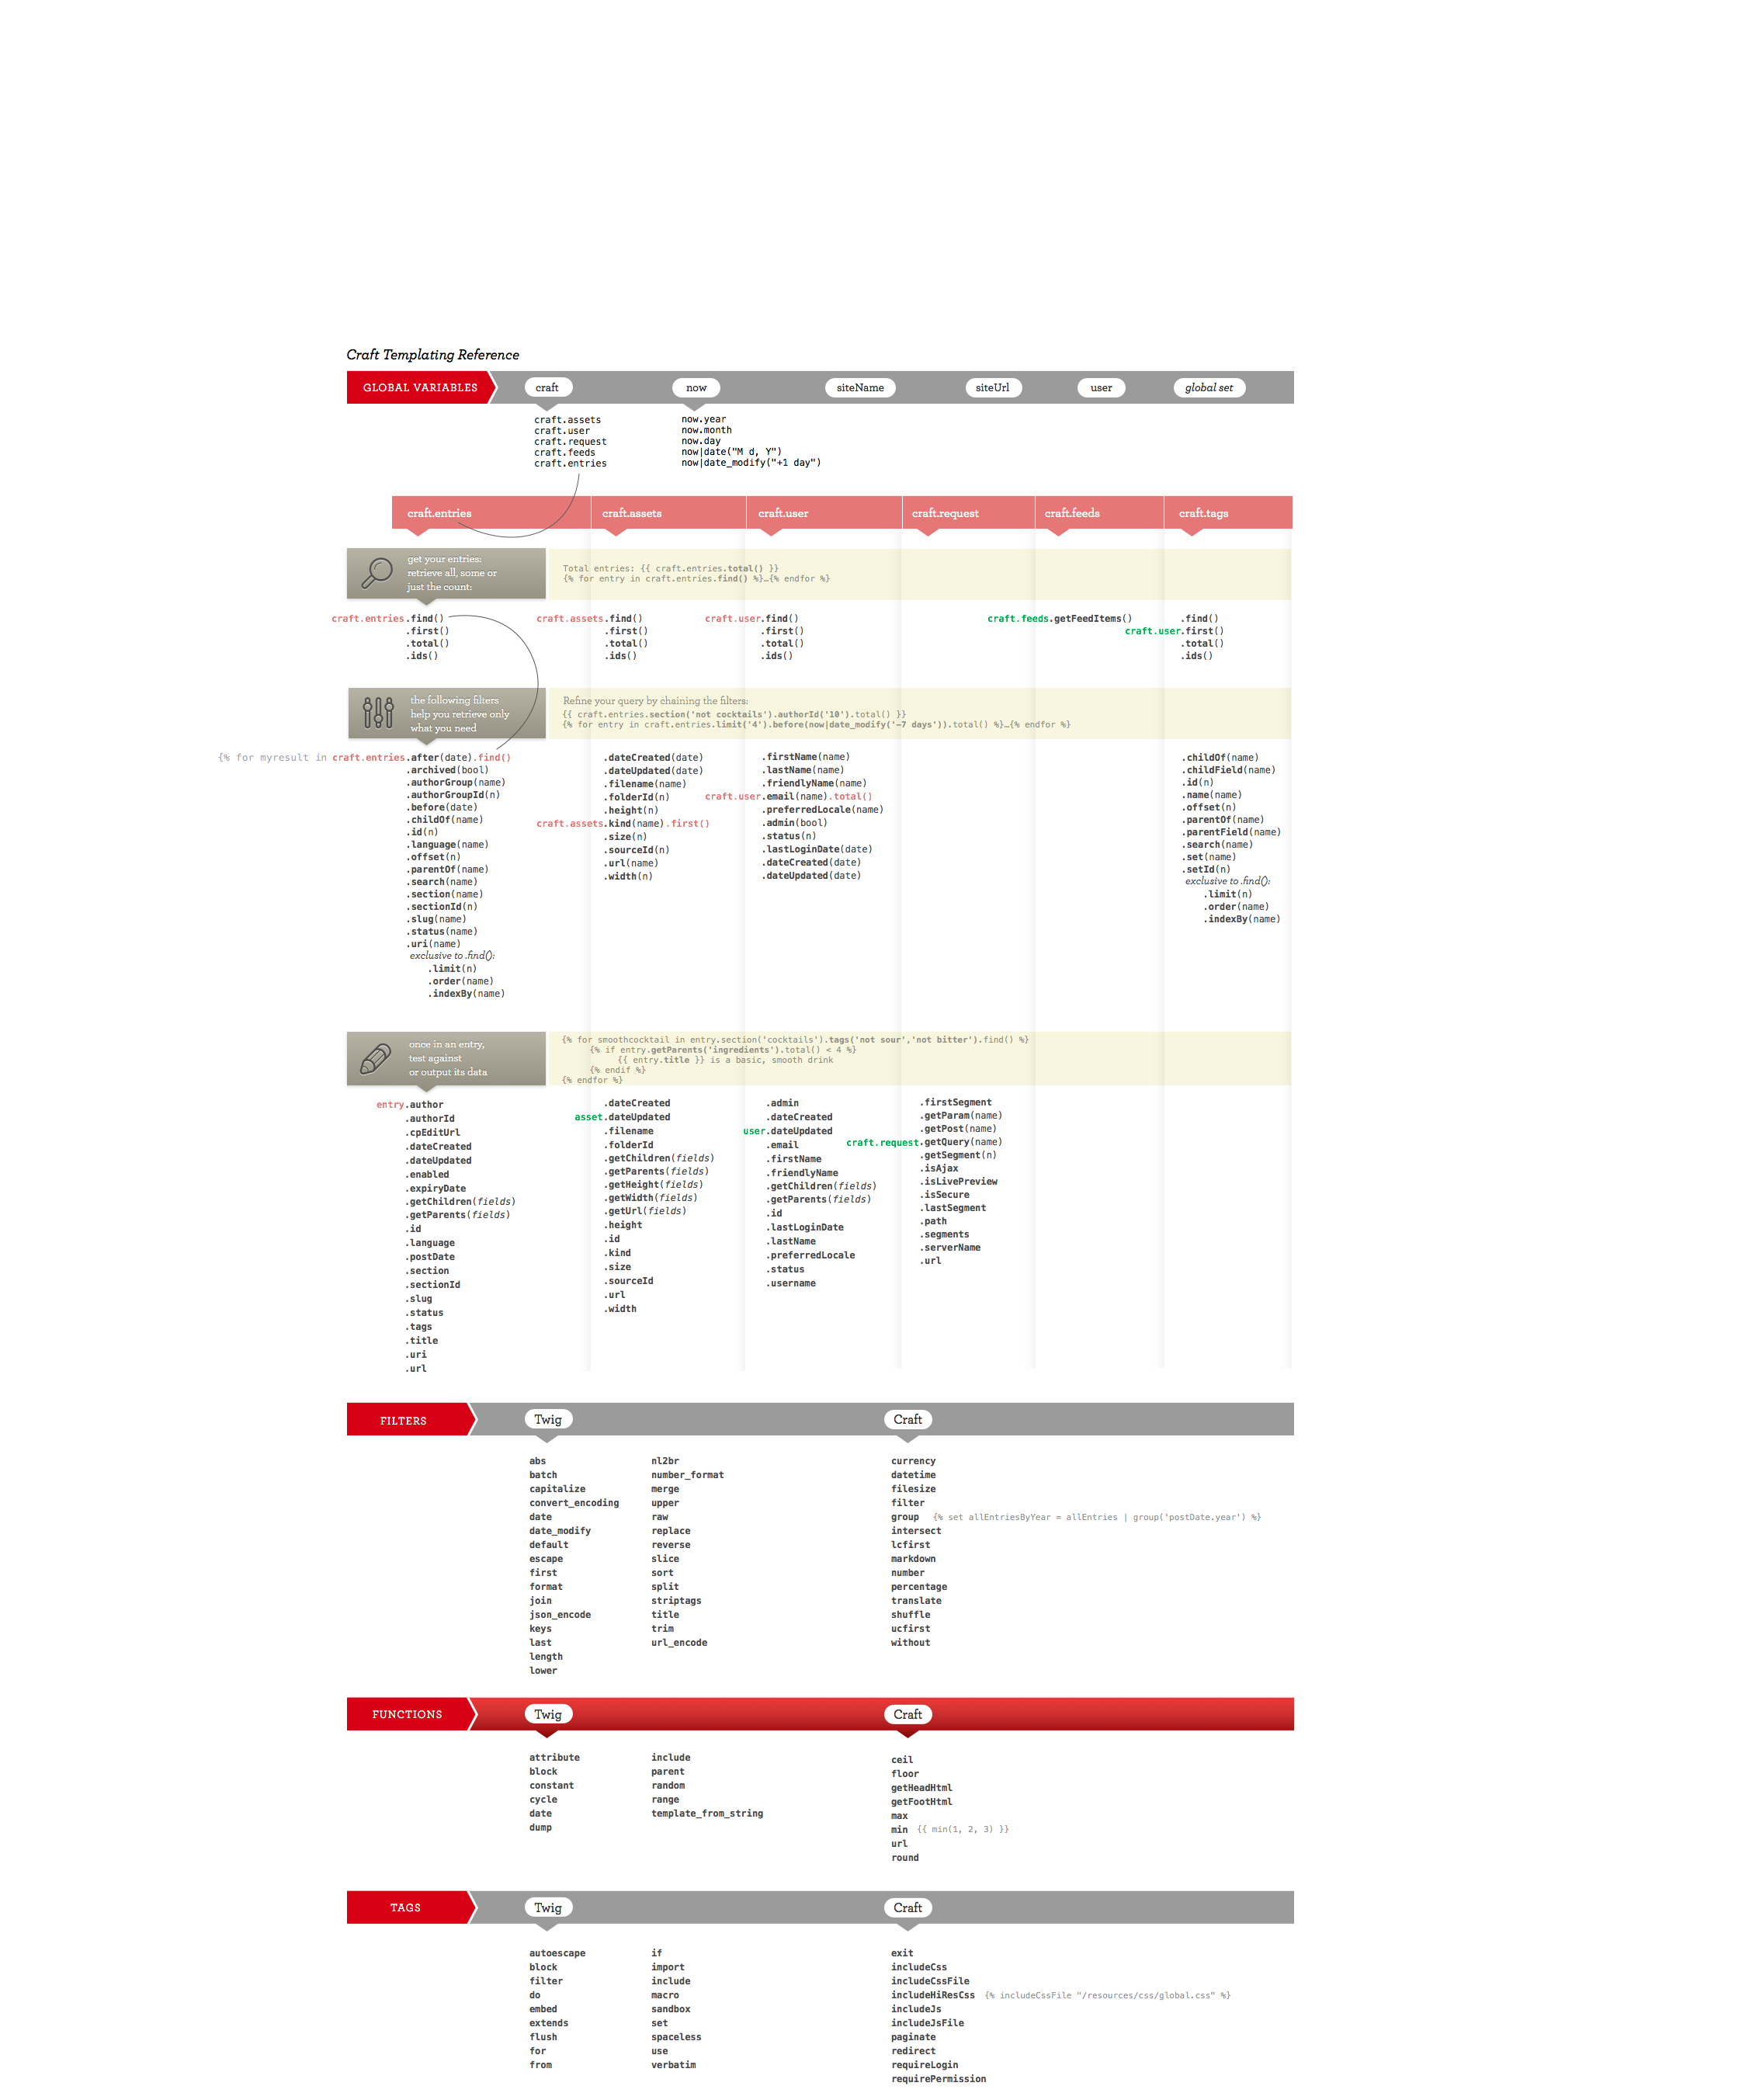 Craft Templating Reference
GLOBAL VARIABLES
craft
now
siteName
siteUrl
user
global set
craft.assets
craft.user
craft.request
craft.feeds
craft.entries
now.year
now.month
now.day
now|date("M d, Y")
now|date_modify("+1 day")
craft.entries
craft.assets
craft.user
craft.request
craft.feeds
craft.tags
get your entries:
retrieve all, some or
just the count:
Total entries: {{ craft.entries.total() }}
{% for entry in craft.entries.find() %}…{% endfor %}
craft.entries.find()
.first()
.total()
.ids()
craft.assets.find()
.first()
.total()
.ids()
craft.user.find()
.first()
.total()
.ids()
craft.feeds.getFeedItems()
.find()
craft.user.first()
.total()
.ids()
the following filters
help you retrieve only
what you need
Refine your query by chaining the filters:
{{ craft.entries.section('not cocktails').authorId('10').total() }}
{% for entry in craft.entries.limit('4').before(now|date_modify('-7 days')).total() %}…{% endfor %}
{% for myresult in craft.entries.after(date).find()
.archived(bool)
.authorGroup(name)
.authorGroupId(n)
.before(date)
.childOf(name)
.id(n)
.language(name)
.offset(n)
.parentOf(name)
.search(name)
.section(name)
.sectionId(n)
.slug(name)
.status(name)
.uri(name)
exclusive to .find():
.limit(n)
.order(name)
.indexBy(name)
.dateCreated(date)
.dateUpdated(date)
.filename(name)
.folderId(n)
.height(n)
craft.assets.kind(name).first()
.size(n)
.sourceId(n)
.url(name)
.width(n)
.firstName(name)
.lastName(name)
.friendlyName(name)
craft.user.email(name).total()
.preferredLocale(name)
.admin(bool)
.status(n)
.lastLoginDate(date)
.dateCreated(date)
.dateUpdated(date)
.childOf(name)
.childField(name)
.id(n)
.name(name)
.offset(n)
.parentOf(name)
.parentField(name)
.search(name)
.set(name)
.setId(n)
exclusive to .find():
.limit(n)
.order(name)
.indexBy(name)
once in an entry,
test against
or output its data
{% for smoothcocktail in entry.section('cocktails').tags('not sour','not bitter').find() %}
{% if entry.getParents('ingredients').total() < 4 %}
{{ entry.title }} is a basic, smooth drink
{% endif %}
{% endfor %}
entry.author
.authorId
.cpEditUrl
.dateCreated
.dateUpdated
.enabled
.expiryDate
.getChildren(fields)
.getParents(fields)
.id
.language
.postDate
.section
.sectionId
.slug
.status
.tags
.title
.uri
.url
.dateCreated
asset.dateUpdated
.filename
.folderId
.getChildren(fields)
.getParents(fields)
.getHeight(fields)
.getWidth(fields)
.getUrl(fields)
.height
.id
.kind
.size
.sourceId
.url
.width
.admin
.dateCreated
user.dateUpdated
.email
.firstName
.friendlyName
.getChildren(fields)
.getParents(fields)
.id
.lastLoginDate
.lastName
.preferredLocale
.status
.username
.firstSegment
.getParam(name)
.getPost(name)
craft.request.getQuery(name)
.getSegment(n)
.isAjax
.isLivePreview
.isSecure
.lastSegment
.path
.segments
.serverName
.url
FILTERS
Twig
Craft
abs
batch
capitalize
convert_encoding
date
date_modify
default
escape
first
format
join
json_encode
keys
last
length
lower
nl2br
number_format
merge
upper
raw
replace
reverse
slice
sort
split
striptags
title
trim
url_encode
currency
datetime
filesize
filter
group {% set allEntriesByYear = allEntries | group('postDate.year') %}
intersect
lcfirst
markdown
number
percentage
translate
shuffle
ucfirst
without
FUNCTIONS
Twig
Craft
attribute
block
constant
cycle
date
dump
include
parent
random
range
template_from_string
ceil
floor
getHeadHtml
getFootHtml
max
min {{ min(1, 2, 3) }}
url
round
TAGS
Twig
Craft
autoescape
block
filter
do
embed
extends
flush
for
from
if
import
include
macro
sandbox
set
spaceless
use
verbatim
exit
includeCss
includeCssFile
includeHiResCss {% includeCssFile "/resources/css/global.css" %}
includeJs
includeJsFile
paginate
redirect
requireLogin
requirePermission